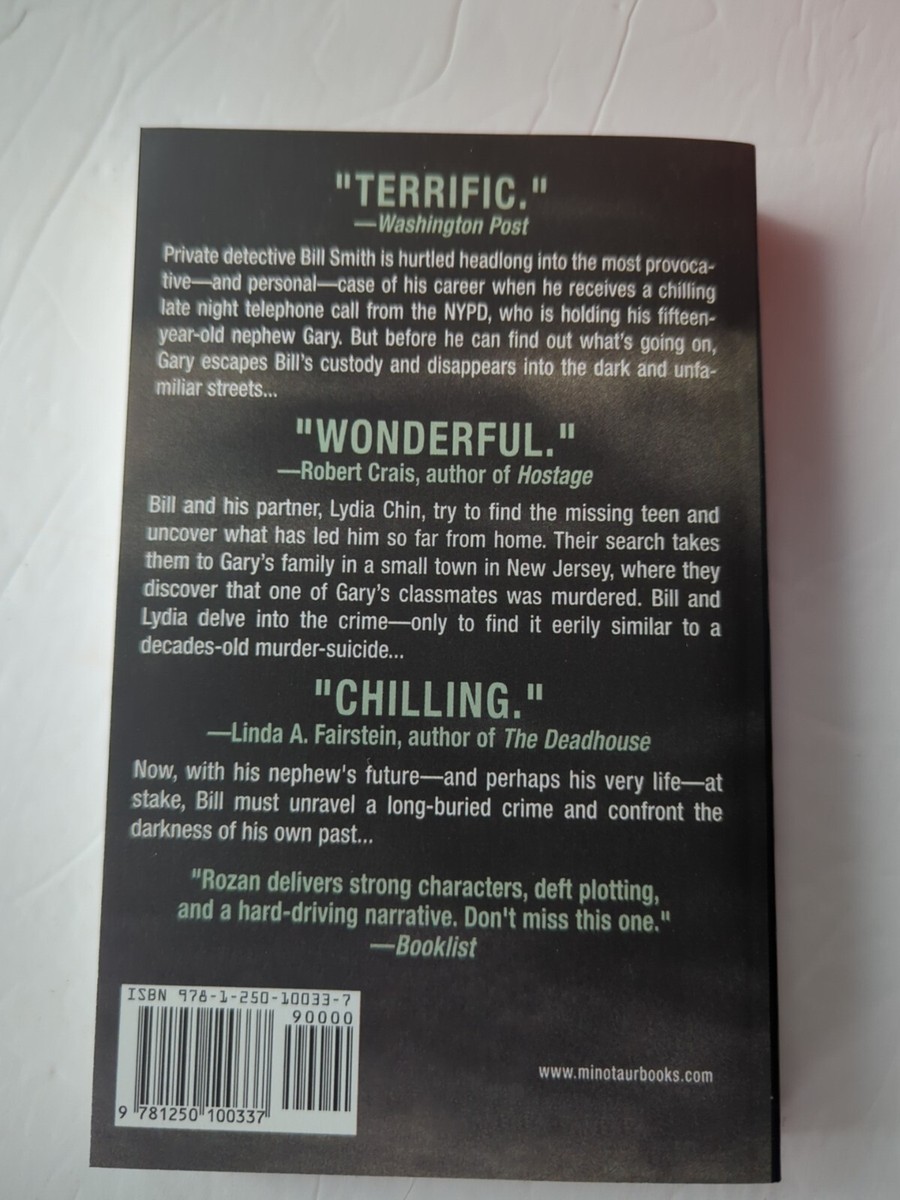 "TERRIFIC."
—Washington Post
Private detective Bill Smith is hurtled headlong into the most provoca-
tive—and personal—case of his career when he receives a chilling
late night telephone call from the NYPD, who is holding his fifteen-
year-old nephew Gary. But before he can find out what's going on,
Gary escapes Bill's custody and disappears into the dark and unfa-
miliar streets...
"WONDERFUL."
—Robert Crais, author of Hostage
Bill and his partner, Lydia Chin, try to find the missing teen and
uncover what has led him so far from home. Their search takes
them to Gary's family in a small town in New Jersey, where they
discover that one of Gary's classmates was murdered. Bill and
Lydia delve into the crime—only to find it eerily similar to a
decades-old murder-suicide...
"CHILLING."
—Linda A. Fairstein, author of The Deadhouse
Now, with his nephew's future—and perhaps his very life—at
stake, Bill must unravel a long-buried crime and confront the
darkness of his own past...
"Rozan delivers strong characters, deft plotting,
and a hard-driving narrative. Don't miss this one."
—Booklist
ISBN 978-1-250-10033-7
90000
9 781250 100337
www.minotaurbooks.com